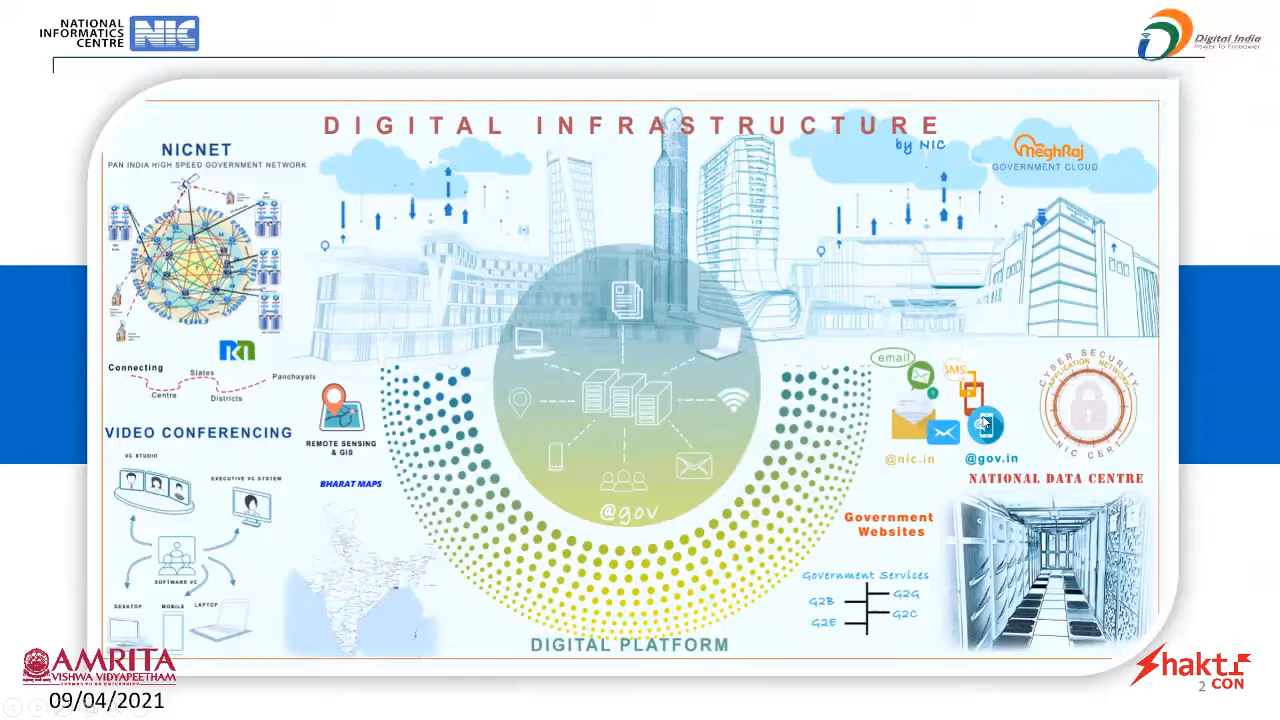 NATIONAL
INFORMATICS
CENTRE
NIC
Digital India
Power To Empower
DIGITAL INFRASTRUCTURE
by NIC
NICNET
PAN INDIA HIGH SPEED GOVERNMENT NETWORK
MeghRaj
GOVERNMENT CLOUD
Connecting
States
Panchayats
Centre
Districts
VIDEO CONFERENCING
VC STUDIO
EXECUTIVE VC SYSTEM
SOFTWARE VC
DESKTOP
MOBILE
LAPTOP
REMOTE SENSING
& GIS
BHARAT MAPS
@gov
email
SMS
@nic.in
@gov.in
CYBER SECURITY
APPLICATION NETWORK
NIC CERT
NATIONAL DATA CENTRE
Government
Websites
Government Services
G2B
G2G
G2E
G2C
DIGITAL PLATFORM
AMRITA
VISHWA VIDYAPEETHAM
09/04/2021
Shakti
CON
2